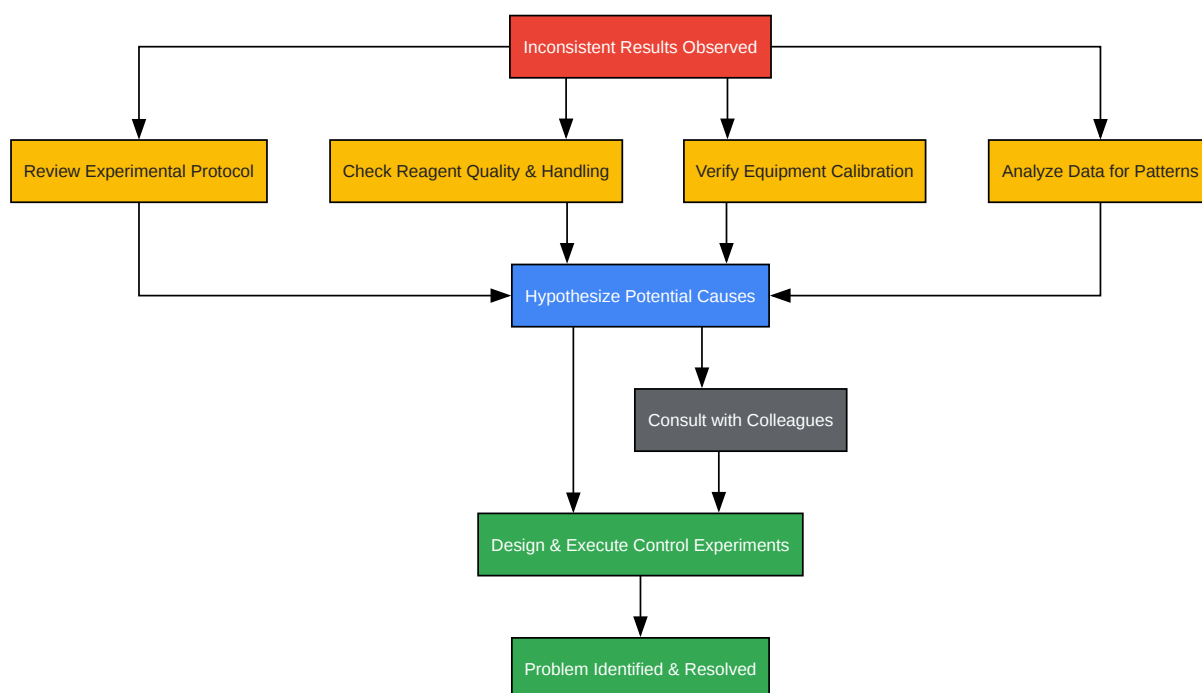 Inconsistent Results Observed
Review Experimental Protocol
Check Reagent Quality & Handling
Verify Equipment Calibration
Analyze Data for Patterns
Hypothesize Potential Causes
Consult with Colleagues
Design & Execute Control Experiments
Problem Identified & Resolved